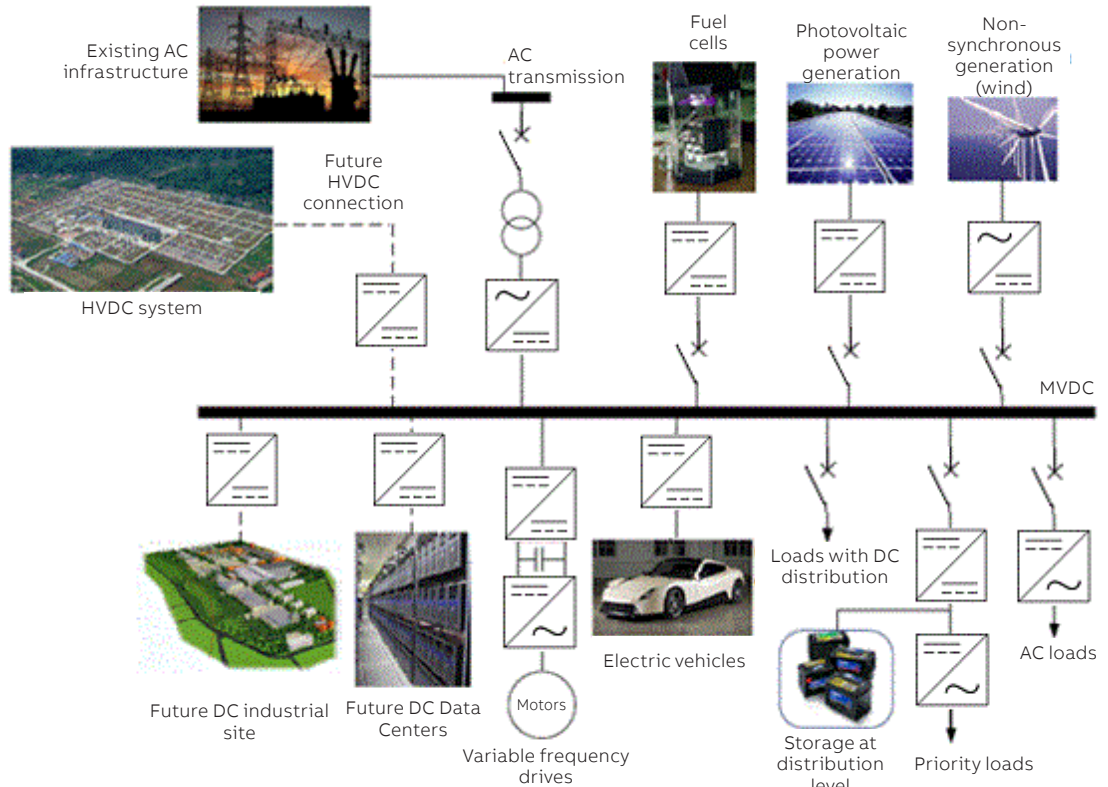 Existing AC
infrastructure
AC
transmission
Fuel
cells
Photovoltaic
power
generation
Non-
synchronous
generation
(wind)
Future
HVDC
connection
HVDC system
MVDC
Future DC industrial
site
Future DC Data
Centers
Motors
Variable frequency
drives
Electric vehicles
Loads with DC
distribution
Storage at
distribution
level
Priority loads
AC loads